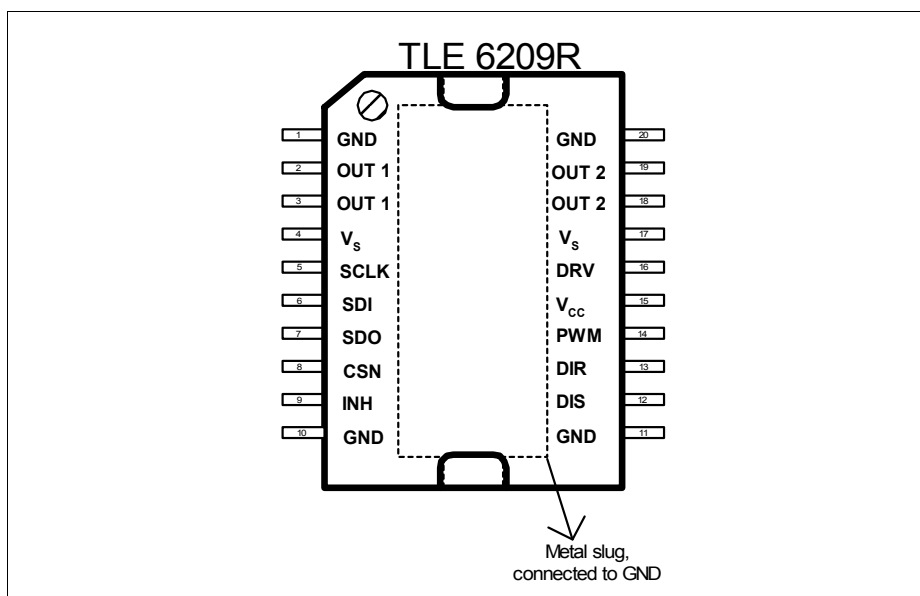 TLE 6209R
1 GND
2 OUT 1
3 OUT 1
4 VS
5 SCLK
6 SDI
7 SDO
8 CSN
9 INH
10 GND
GND 20
OUT 2 19
OUT 2 18
VS 17
DRV 16
VCC 15
PWM 14
DIR 13
DIS 12
GND 11
Metal slug,
connected to GND